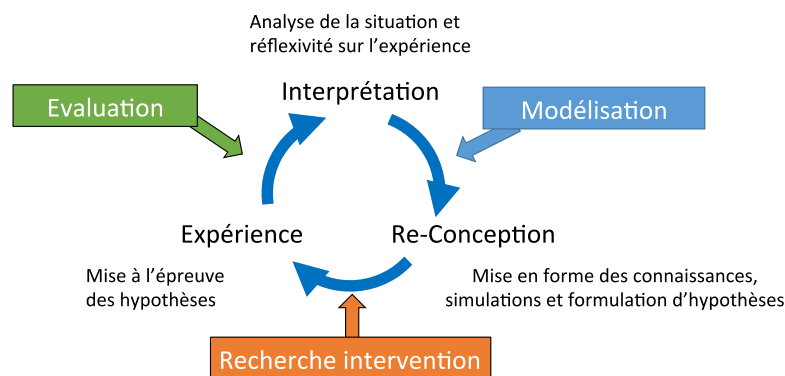 Analyse de la situation et
réflexivité sur l'expérience
Interprétation
Evaluation
Modélisation
Expérience
Re-Conception
Mise à l'épreuve
des hypothèses
Mise en forme des connaissances,
simulations et formulation d'hypothèses
Recherche intervention